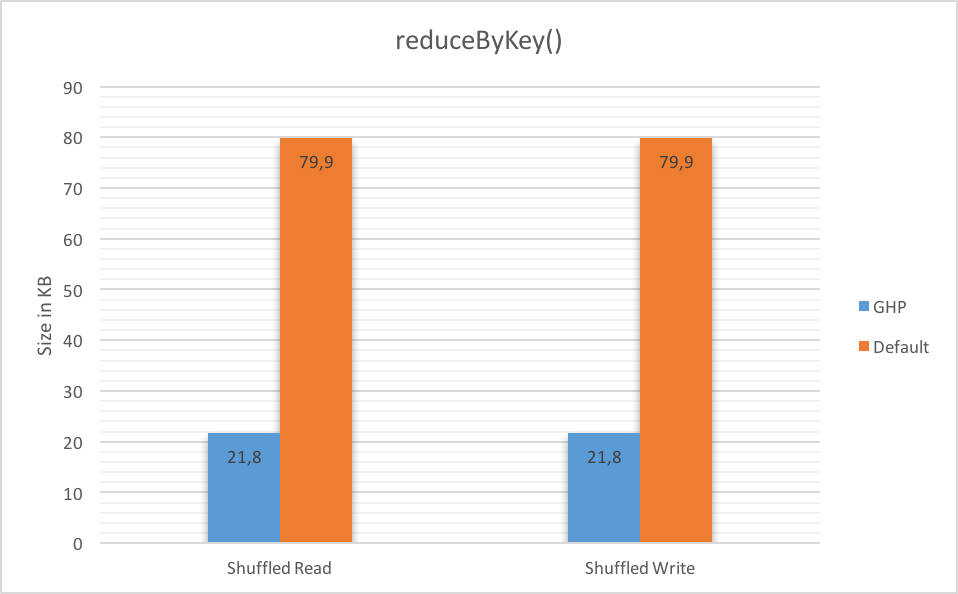 reduceByKey()
90
80
70
60
50
40
30
20
10
0
Size in KB
79,9
79,9
21,8
21,8
Shuffled Read
Shuffled Write
GHP
Default